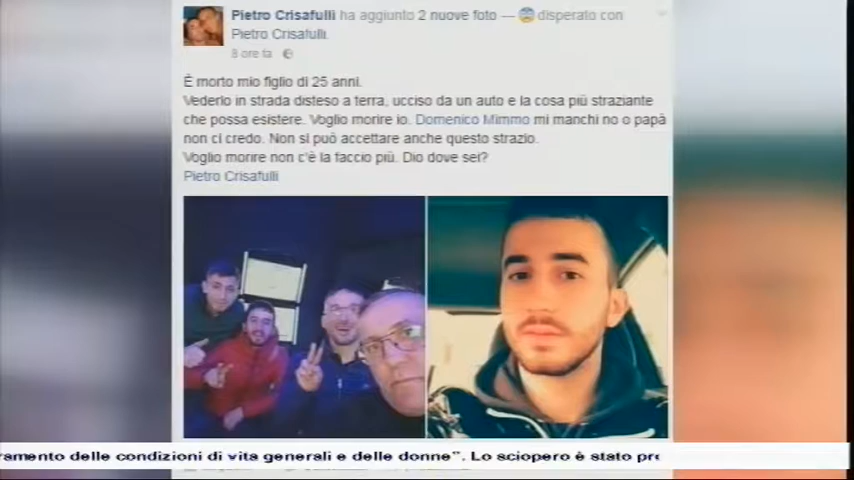 Pietro Crisafulli ha aggiunto 2 nuove foto — disperato con
Pietro Crisafulli.
8 ore fa
È morto mio figlio di 25 anni.
Vederlo in strada disteso a terra, ucciso da un auto e la cosa più straziante
che possa esistere. Voglio morire io. Domenico Mimmo mi manchi no o papà
non ci credo. Non si può accettare anche questo strazio.
Voglio morire non c'è la faccio più. Dio dove sei?
Pietro Crisafulli
ramento delle condizioni di vita generali e delle donne". Lo sciopero è stato pr